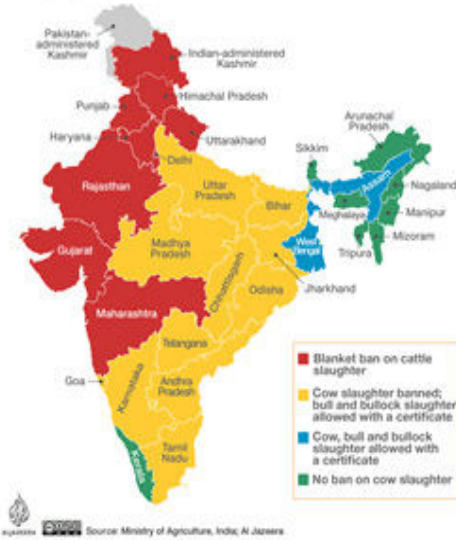 Pakistan-
administered
Kashmir
Indian-administered
Kashmir
Himachal Pradesh
Punjab
Haryana
Uttarakhand
Arunachal
Pradesh
Sikkim
Delhi
Assam
Nagaland
Rajasthan
Uttar
Pradesh
Bihar
Meghalaya
Manipur
Mizoram
Tripura
West
Bengal
Gujarat
Madhya
Pradesh
Chhattisgarh
Jharkhand
Odisha
Maharashtra
Telangana
Goa
Karnataka
Andhra
Pradesh
Kerala
Tamil
Nadu
Blanket ban on cattle
slaughter
Cow slaughter banned;
bull and bullock slaughter
allowed with a certificate
Cow, bull and bullock
slaughter allowed with
a certificate
No ban on cow slaughter
Source: Ministry of Agriculture, India; Al Jazeera